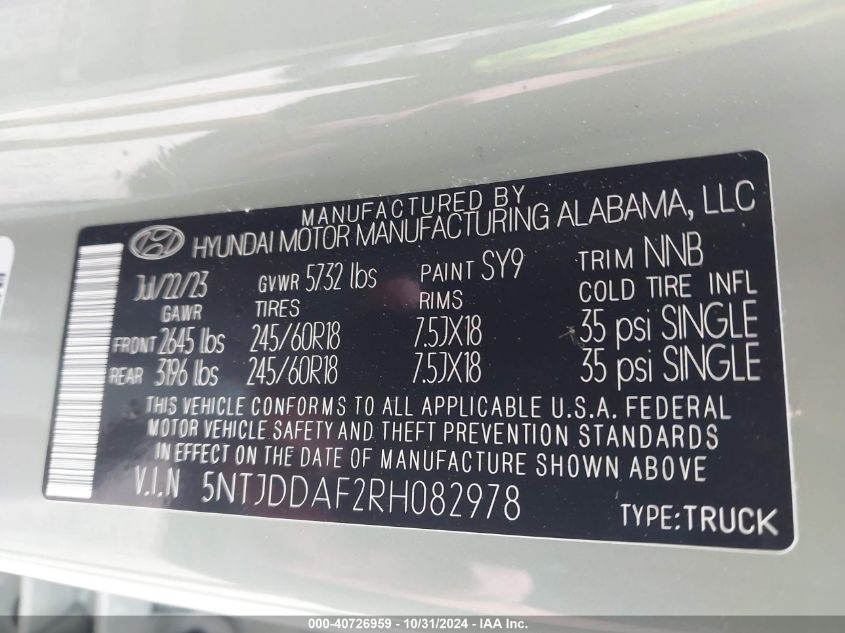 MANUFACTURED BY
HYUNDAI MOTOR MANUFACTURING ALABAMA, LLC
Jul/22/23 GVWR 5732 lbs PAINT SY9 TRIM NNB
GAWR TIRES RIMS COLD TIRE INFL
FRONT 2645 lbs 245/60R18 7.5JX18 35 psi SINGLE
REAR 3196 lbs 245/60R18 7.5JX18 35 psi SINGLE
THIS VEHICLE CONFORMS TO ALL APPLICABLE U.S.A. FEDERAL
MOTOR VEHICLE SAFETY AND THEFT PREVENTION STANDARDS
IN EFFECT ON THE DATE OF MANUFACTURE SHOWN ABOVE
V.I.N 5NTJDDAF2RH082978 TYPE:TRUCK
000-40726959 / 10/31/2024 - IAA Inc.